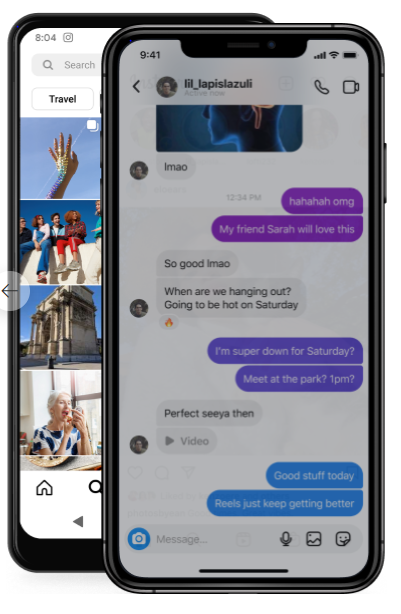 8:04
Search
Travel
9:41
lil_lapislazuli
Active now
lmao
12:34 PM
hahahah omg
My friend Sarah will love this
So good lmao
When are we hanging out?
Going to be hot on Saturday
I'm super down for Saturday?
Meet at the park? 1pm?
Perfect seeya then
Video
Good stuff today
Reels just keep getting better
Message...